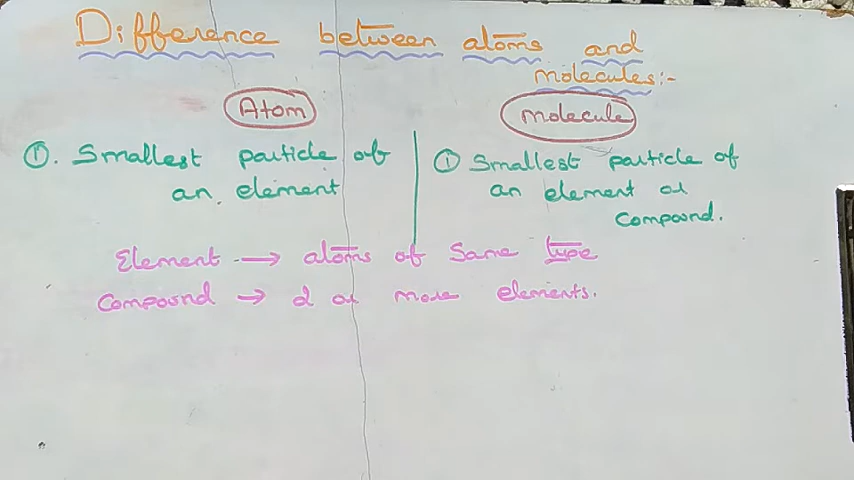 Difference between atoms and
molecules:-
Atom
Molecule
①. Smallest particle of
an element
① Smallest particle of
an element or
Compound.
Element → atoms of Same type
Compound → 2 or more elements.